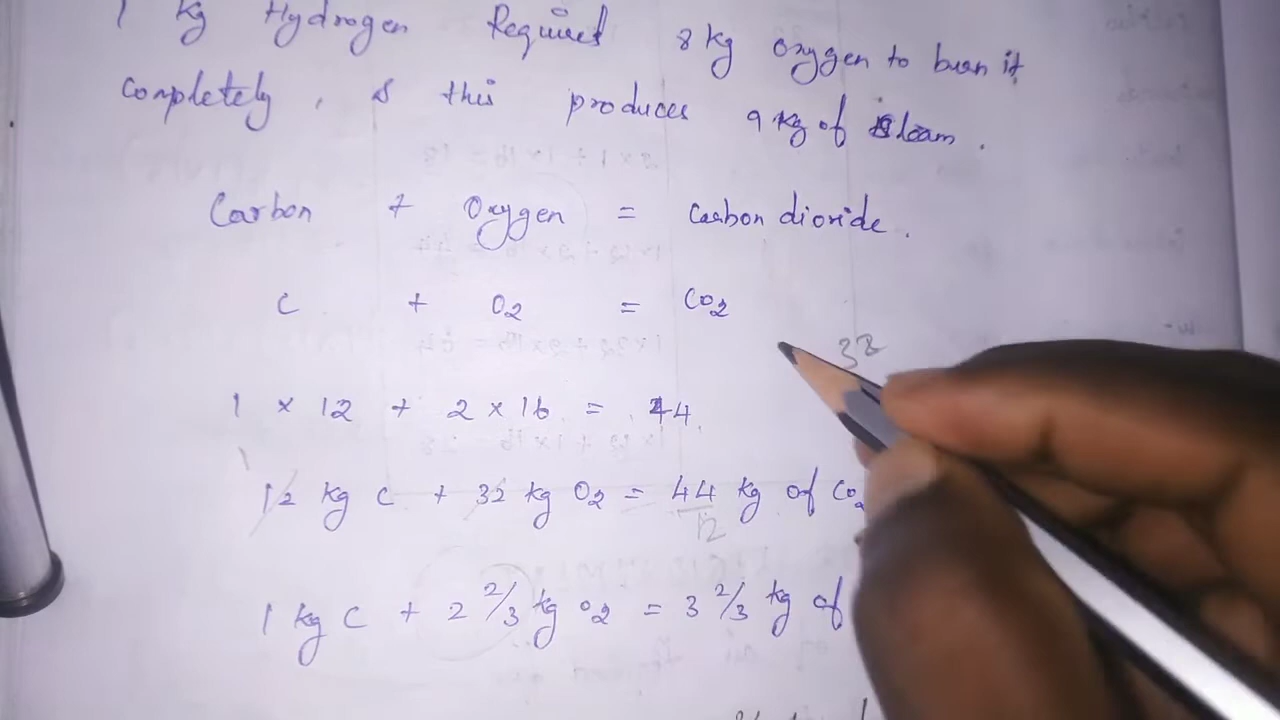 1 kg Hydrogen Required 8 kg oxygen to burn it
completely, & this produces 9 kg of steam.
Carbon + Oxygen = Carbon dioxide.
C + O2 = CO2
38
1 × 12 + 2 × 16 = 44.
12 kg C + 32 kg O2 = 44 kg of CO2
12
1 kg C + 2 2/3 kg O2 = 3 2/3 kg of